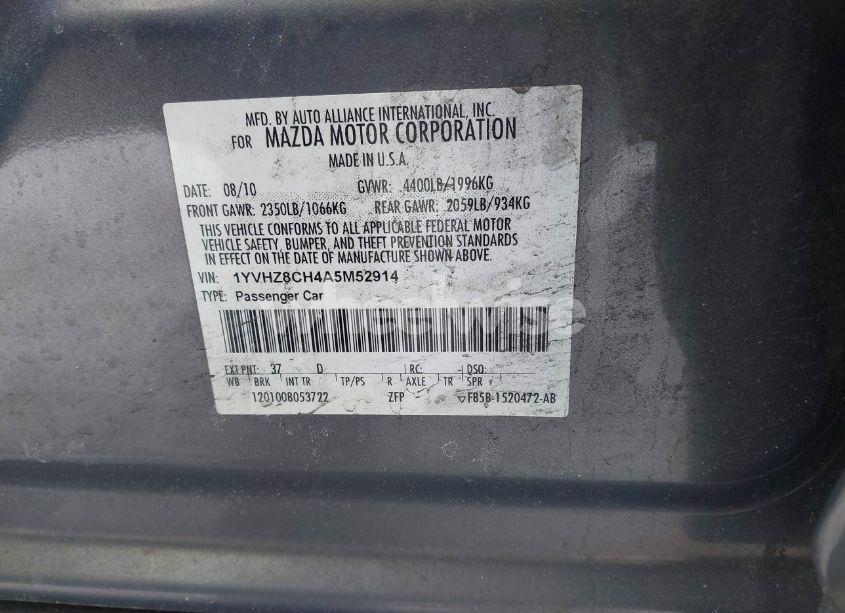 MFD. BY AUTO ALLIANCE INTERNATIONAL, INC
FOR MAZDA MOTOR CORPORATION
MADE IN U.S.A.
DATE: 08/10 GVWR: 4400LB/1996KG
FRONT GAWR: 2350LB/1066KG REAR GAWR: 2059LB/934KG
THIS VEHICLE CONFORMS TO ALL APPLICABLE FEDERAL MOTOR
VEHICLE SAFETY, BUMPER, AND THEFT PREVENTION STANDARDS
IN EFFECT ON THE DATE OF MANUFACTURE SHOWN ABOVE.
VIN: 1YVHZ8CH4A5M52914
TYPE: Passenger Car
wheelwise
EXT PNT: 37 D RC: DSO:
WB BRK INT TR TP/PS R AXLE TR SPR
1201008053722 ZFP FB5B-1520472-AB